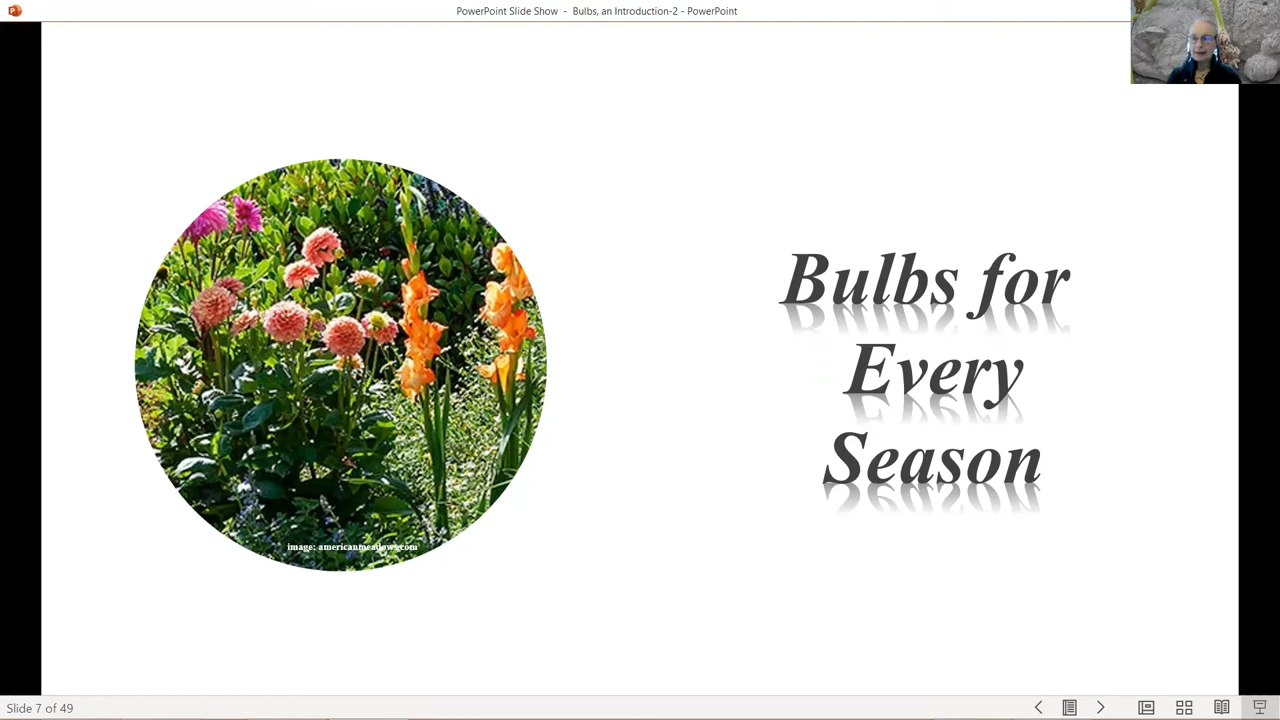 PowerPoint Slide Show - Bulbs, an Introduction-2 - PowerPoint
Bulbs for
Every
Season
image: americanmeadows.com
Slide 7 of 49